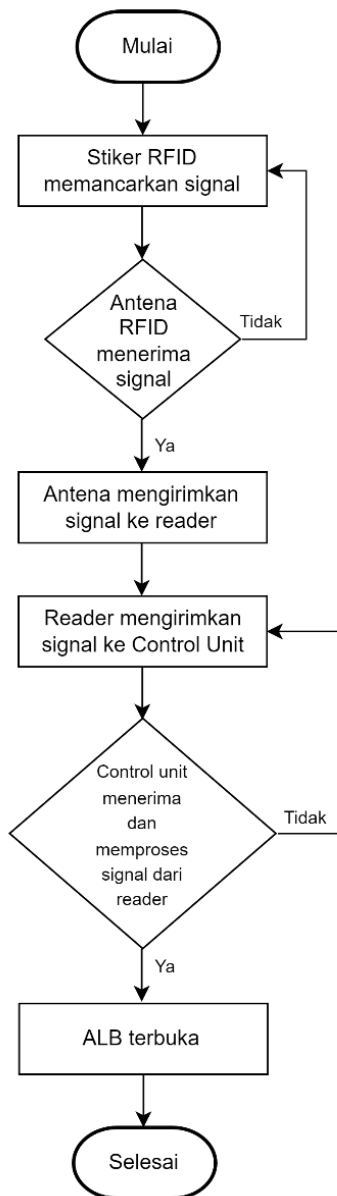 Mulai
Stiker RFID
memancarkan signal
Antena
RFID
menerima
signal
Tidak
Ya
Antena mengirimkan
signal ke reader
Reader mengirimkan
signal ke Control Unit
Control unit
menerima
dan
memproses
signal dari
reader
Tidak
Ya
ALB terbuka
Selesai